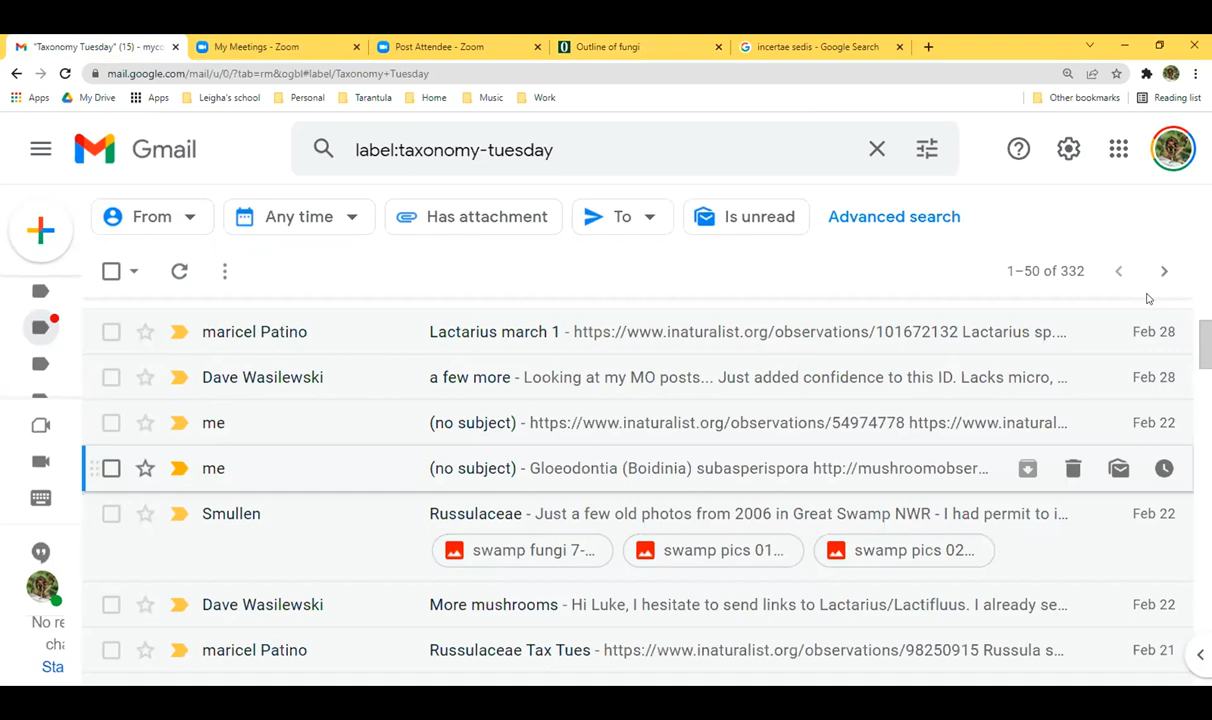 "Taxonomy Tuesday" (15) - myco
My Meetings - Zoom
Post Attendee - Zoom
Outline of fungi
incertae sedis - Google Search
mail.google.com/mail/u/0/?tab=rm&ogbl#label/Taxonomy+Tuesday
Apps My Drive Apps Leigha's school Personal Tarantula Home Music Work Other bookmarks Reading list
Gmail label:taxonomy-tuesday
From Any time Has attachment To Is unread Advanced search
1–50 of 332
maricel Patino Lactarius march 1 - https://www.inaturalist.org/observations/101672132 Lactarius sp.... Feb 28
Dave Wasilewski a few more - Looking at my MO posts... Just added confidence to this ID. Lacks micro, ... Feb 28
me (no subject) - https://www.inaturalist.org/observations/54974778 https://www.inatural... Feb 22
me (no subject) - Gloeodontia (Boidinia) subasperispora http://mushroomobser...
Smullen Russulaceae - Just a few old photos from 2006 in Great Swamp NWR - I had permit to i... Feb 22
swamp fungi 7-... swamp pics 01... swamp pics 02...
Dave Wasilewski More mushrooms - Hi Luke, I hesitate to send links to Lactarius/Lactifluus. I already se... Feb 22
maricel Patino Russulaceae Tax Tues - https://www.inaturalist.org/observations/98250915 Russula s... Feb 21
No re
cha
Sta